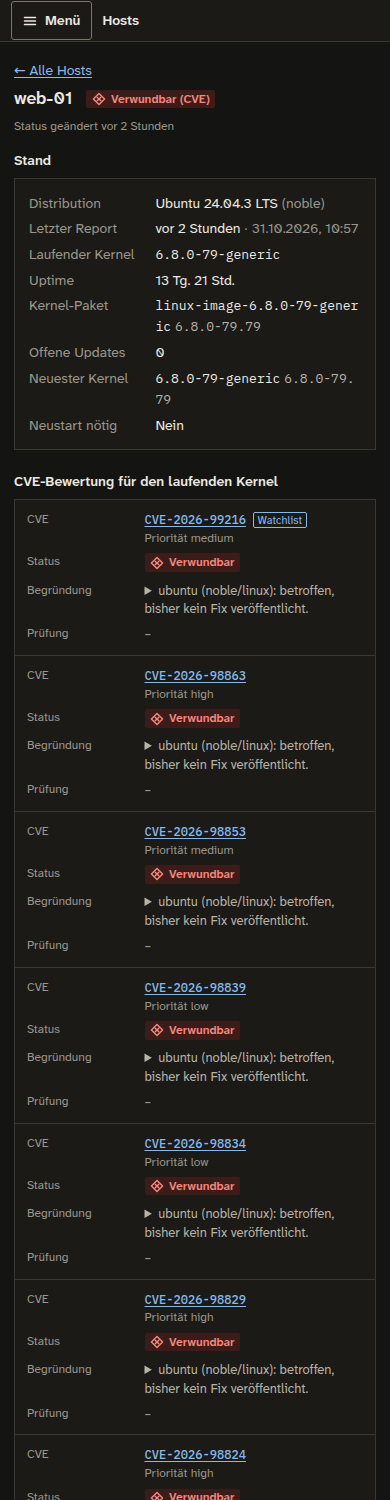 Menü Hosts
← Alle Hosts
web-01 Verwundbar (CVE)
Status geändert vor 2 Stunden
Stand
Distribution Ubuntu 24.04.3 LTS (noble)
Letzter Report vor 2 Stunden · 31.10.2026, 10:57
Laufender Kernel 6.8.0-79-generic
Uptime 13 Tg. 21 Std.
Kernel-Paket linux-image-6.8.0-79-gener
ic 6.8.0-79.79
Offene Updates 0
Neuester Kernel 6.8.0-79-generic 6.8.0-79.
79
Neustart nötig Nein
CVE-Bewertung für den laufenden Kernel
CVE CVE-2026-99216 Watchlist
Priorität medium
Status Verwundbar
Begründung ▶ ubuntu (noble/linux): betroffen,
bisher kein Fix veröffentlicht.
Prüfung –
CVE CVE-2026-98863
Priorität high
Status Verwundbar
Begründung ▶ ubuntu (noble/linux): betroffen,
bisher kein Fix veröffentlicht.
Prüfung –
CVE CVE-2026-98853
Priorität medium
Status Verwundbar
Begründung ▶ ubuntu (noble/linux): betroffen,
bisher kein Fix veröffentlicht.
Prüfung –
CVE CVE-2026-98839
Priorität low
Status Verwundbar
Begründung ▶ ubuntu (noble/linux): betroffen,
bisher kein Fix veröffentlicht.
Prüfung –
CVE CVE-2026-98834
Priorität low
Status Verwundbar
Begründung ▶ ubuntu (noble/linux): betroffen,
bisher kein Fix veröffentlicht.
Prüfung –
CVE CVE-2026-98829
Priorität high
Status Verwundbar
Begründung ▶ ubuntu (noble/linux): betroffen,
bisher kein Fix veröffentlicht.
Prüfung –
CVE CVE-2026-98824
Priorität high
Status Verwundbar